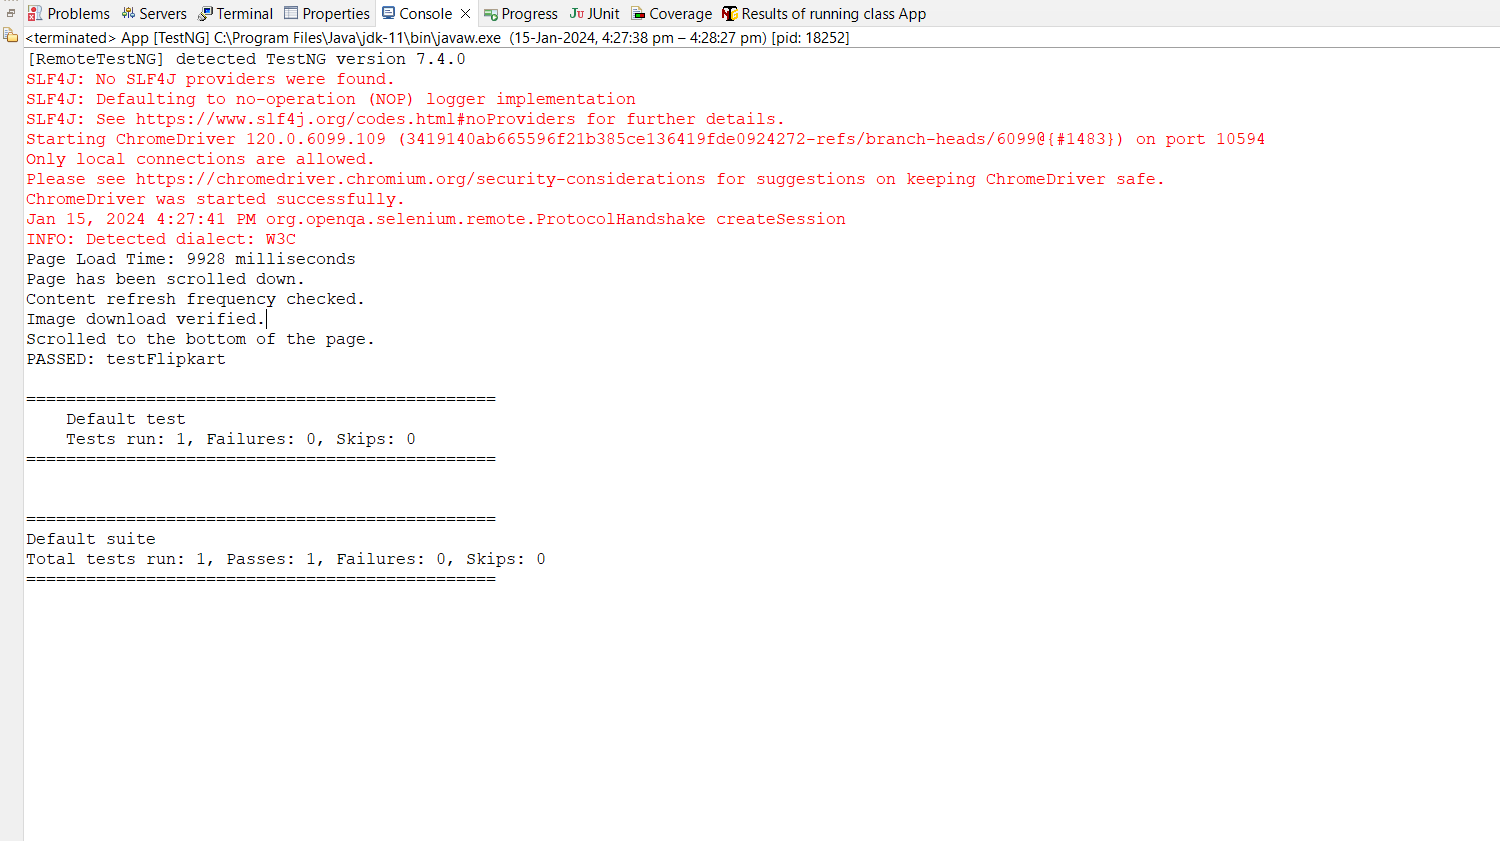 Problems Servers Terminal Properties Console Progress JUnit Coverage Results of running class App
<terminated> App [TestNG] C:\Program Files\Java\jdk-11\bin\javaw.exe (15-Jan-2024, 4:27:38 pm – 4:28:27 pm) [pid: 18252]
[RemoteTestNG] detected TestNG version 7.4.0
SLF4J: No SLF4J providers were found.
SLF4J: Defaulting to no-operation (NOP) logger implementation
SLF4J: See https://www.slf4j.org/codes.html#noProviders for further details.
Starting ChromeDriver 120.0.6099.109 (3419140ab665596f21b385ce136419fde0924272-refs/branch-heads/6099@{#1483}) on port 10594
Only local connections are allowed.
Please see https://chromedriver.chromium.org/security-considerations for suggestions on keeping ChromeDriver safe.
ChromeDriver was started successfully.
Jan 15, 2024 4:27:41 PM org.openqa.selenium.remote.ProtocolHandshake createSession
INFO: Detected dialect: W3C
Page Load Time: 9928 milliseconds
Page has been scrolled down.
Content refresh frequency checked.
Image download verified.
Scrolled to the bottom of the page.
PASSED: testFlipkart
===============================================
Default test
Tests run: 1, Failures: 0, Skips: 0
===============================================
===============================================
Default suite
Total tests run: 1, Passes: 1, Failures: 0, Skips: 0
===============================================